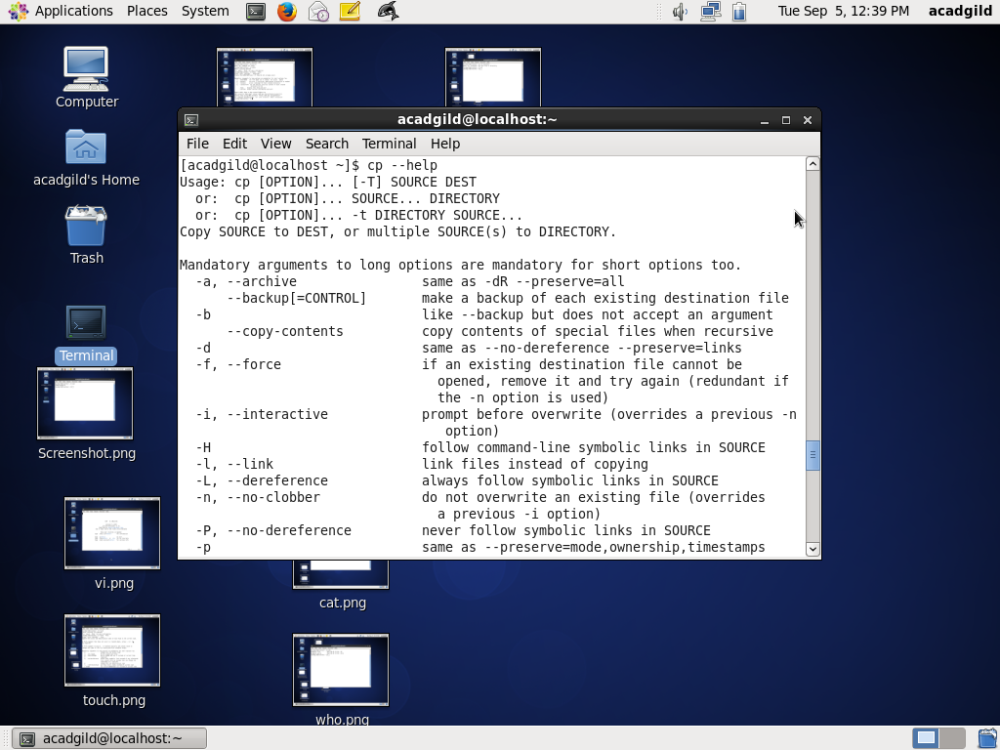 Applications Places System Tue Sep 5, 12:39 PM acadgild
Computer
acadgild's Home
Trash
Terminal
Screenshot.png
vi.png
touch.png
acadgild@localhost:~
File Edit View Search Terminal Help
[acadgild@localhost ~]$ cp --help
Usage: cp [OPTION]... [-T] SOURCE DEST
  or:  cp [OPTION]... SOURCE... DIRECTORY
  or:  cp [OPTION]... -t DIRECTORY SOURCE...
Copy SOURCE to DEST, or multiple SOURCE(s) to DIRECTORY.

Mandatory arguments to long options are mandatory for short options too.
  -a, --archive                same as -dR --preserve=all
      --backup[=CONTROL]       make a backup of each existing destination file
  -b                           like --backup but does not accept an argument
      --copy-contents          copy contents of special files when recursive
  -d                           same as --no-dereference --preserve=links
  -f, --force                  if an existing destination file cannot be
                                 opened, remove it and try again (redundant if
                                 the -n option is used)
  -i, --interactive            prompt before overwrite (overrides a previous -n
                                  option)
  -H                           follow command-line symbolic links in SOURCE
  -l, --link                   link files instead of copying
  -L, --dereference            always follow symbolic links in SOURCE
  -n, --no-clobber             do not overwrite an existing file (overrides
                                 a previous -i option)
  -P, --no-dereference         never follow symbolic links in SOURCE
  -p                           same as --preserve=mode,ownership,timestamps
cat.png
who.png
acadgild@localhost:~